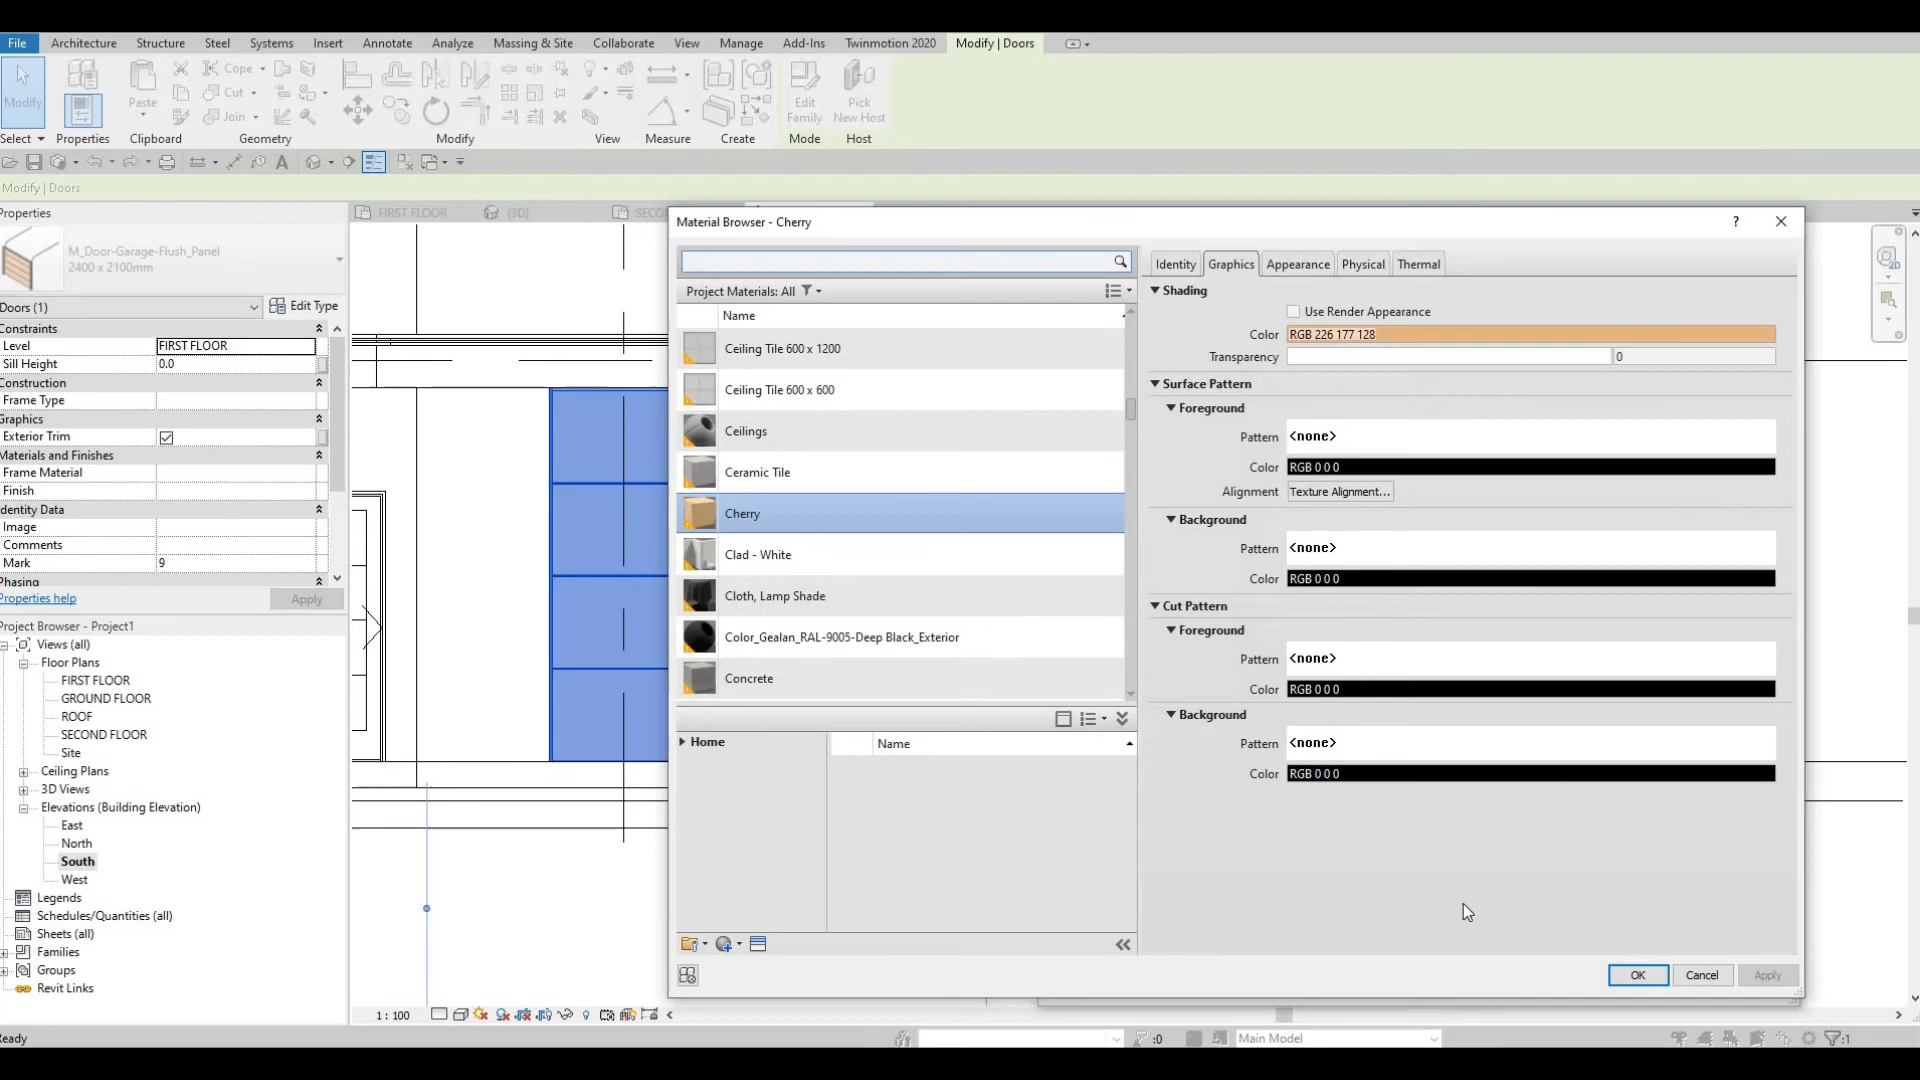 File Architecture Structure Steel Systems Insert Annotate Analyze Massing & Site Collaborate View Manage Add-Ins Twinmotion 2020 Modify | Doors
Cope
Modify Paste Cut Edit Family Pick New Host
Join
Select Properties Clipboard Geometry Modify View Measure Create Mode Host
Modify | Doors
Properties
FIRST FLOOR {3D} SECO
M_Door-Garage-Flush_Panel
2400 x 2100mm
Doors (1) Edit Type
Constraints
Level FIRST FLOOR
Sill Height 0.0
Construction
Frame Type
Graphics
Exterior Trim
Materials and Finishes
Frame Material
Finish
dentity Data
Image
Comments
Mark 9
Phasing
Properties help Apply
Project Browser - Project1
Views (all)
Floor Plans
FIRST FLOOR
GROUND FLOOR
ROOF
SECOND FLOOR
Site
Ceiling Plans
3D Views
Elevations (Building Elevation)
East
North
South
West
Legends
Schedules/Quantities (all)
Sheets (all)
Families
Groups
Revit Links
Material Browser - Cherry ?
Project Materials: All
Name
Ceiling Tile 600 x 1200
Ceiling Tile 600 x 600
Ceilings
Ceramic Tile
Cherry
Clad - White
Cloth, Lamp Shade
Color_Gealan_RAL-9005-Deep Black_Exterior
Concrete
Home Name
Identity Graphics Appearance Physical Thermal
Shading
Use Render Appearance
Color RGB 226 177 128
Transparency 0
Surface Pattern
Foreground
Pattern <none>
Color RGB 0 0 0
Alignment Texture Alignment...
Background
Pattern <none>
Color RGB 0 0 0
Cut Pattern
Foreground
Pattern <none>
Color RGB 0 0 0
Background
Pattern <none>
Color RGB 0 0 0
OK Cancel Apply
1 : 100
Ready :0 Main Model :1